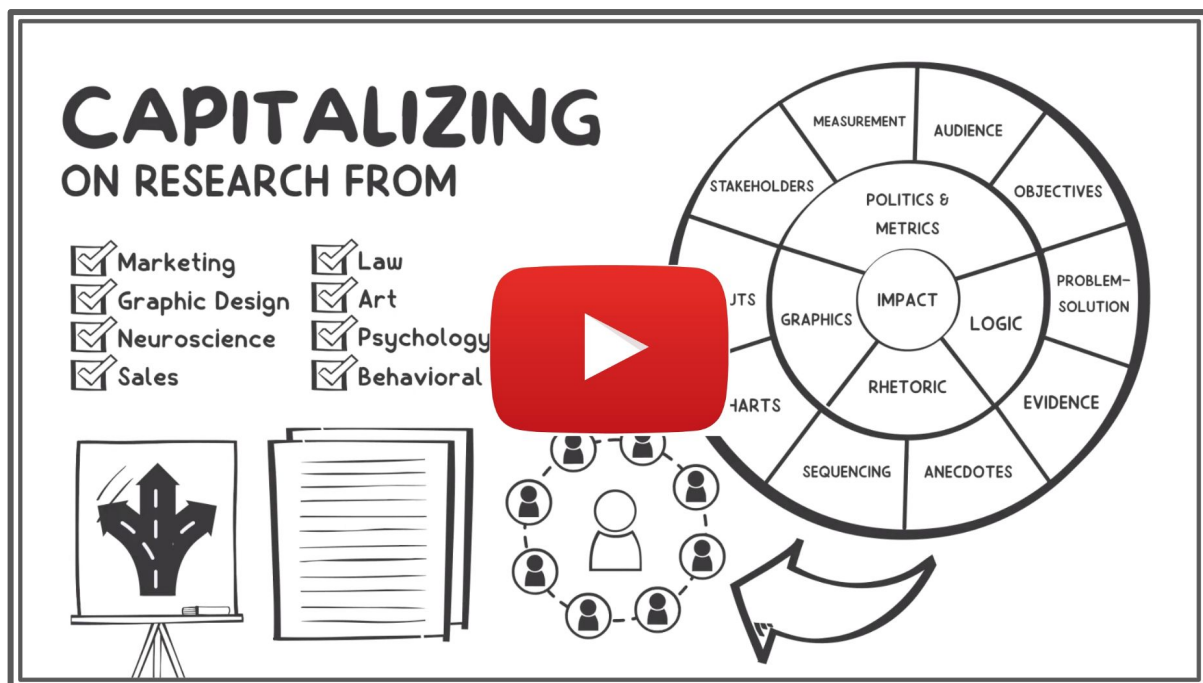 CAPITALIZING
ON RESEARCH FROM
Marketing
Graphic Design
Neuroscience
Sales
Law
Art
Psychology
Behavioral
MEASUREMENT
AUDIENCE
STAKEHOLDERS
OBJECTIVES
POLITICS &
METRICS
PROBLEM-
SOLUTION
IMPACT
GRAPHICS
LOGIC
RHETORIC
EVIDENCE
SEQUENCING
ANECDOTES